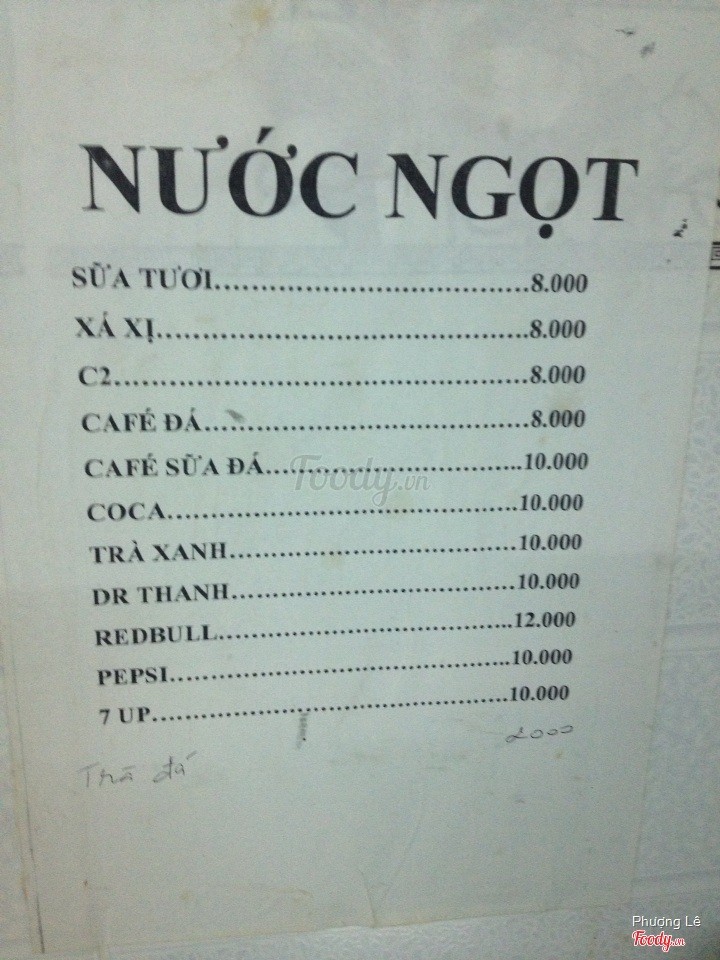 NƯỚC NGỌT
SỮA TƯƠI.......................................8.000
XÁ XỊ..............................................8.000
C2....................................................8.000
CAFÉ ĐÁ........................................8.000
CAFÉ SỮA ĐÁ................................10.000
COCA............................................10.000
TRÀ XANH....................................10.000
DR THANH....................................10.000
REDBULL.....................................12.000
PEPSI............................................10.000
7 UP..............................................10.000
Trà đá 2000
Foody.vn
Phượng Lê
Foody.vn